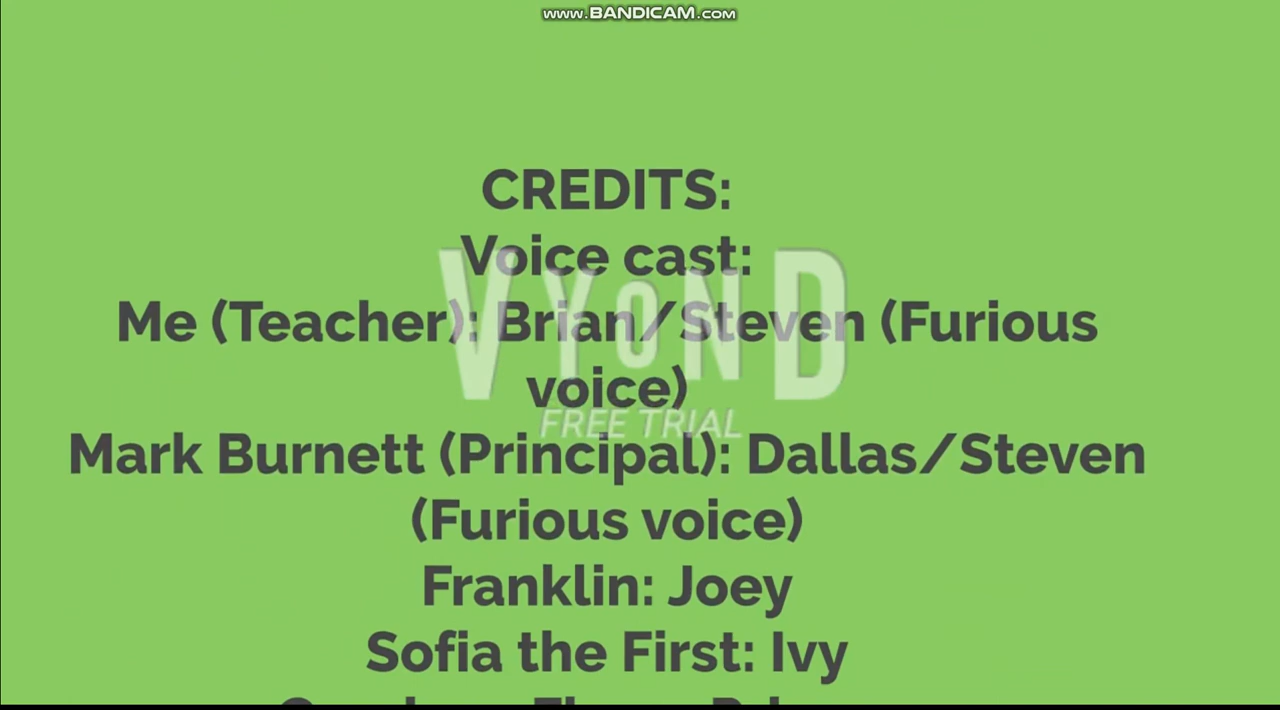 www.BANDICAM.com
CREDITS:
Voice cast:
VYOND
FREE TRIAL
Me (Teacher): Brian/Steven (Furious
voice)
Mark Burnett (Principal): Dallas/Steven
(Furious voice)
Franklin: Joey
Sofia the First: Ivy